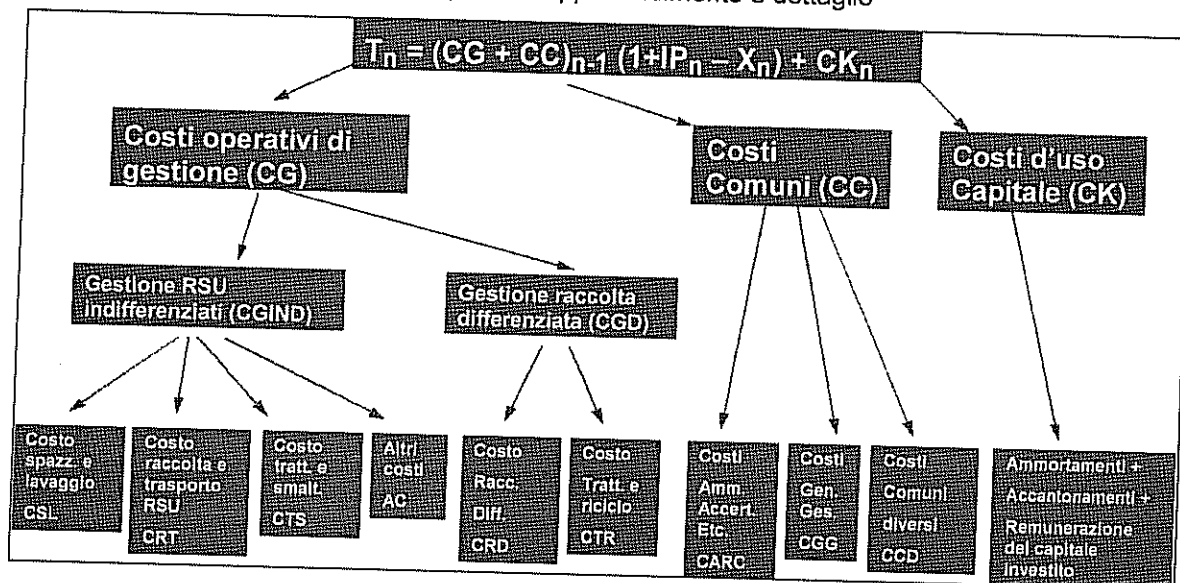 dettaglio
Tn = (CG + CC)n-1 (1+IPn – Xn) + CKn
Costi operativi di
gestione (CG)
Costi
Comuni (CC)
Costi d'uso
Capitale (CK)
Gestione RSU
indifferenziati (CGIND)
Gestione raccolta
differenziata (CGD)
Costo
spazz. e
lavaggio
CSL
Costo
raccolta e
trasporto
RSU
CRT
Costo
tratt. e
smalt.
CTS
Altri
costi
AC
Costo
Racc.
Diff.
CRD
Costo
Tratt. e
riciclo
CTR
Costi
Amm
Accert.
Etc.
CARC
Costi
Gen.
Ges
CGG
Costi
Comuni
diversi
CCD
Ammortamenti +
Accantonamenti +
Remunerazione
del capitale
investito